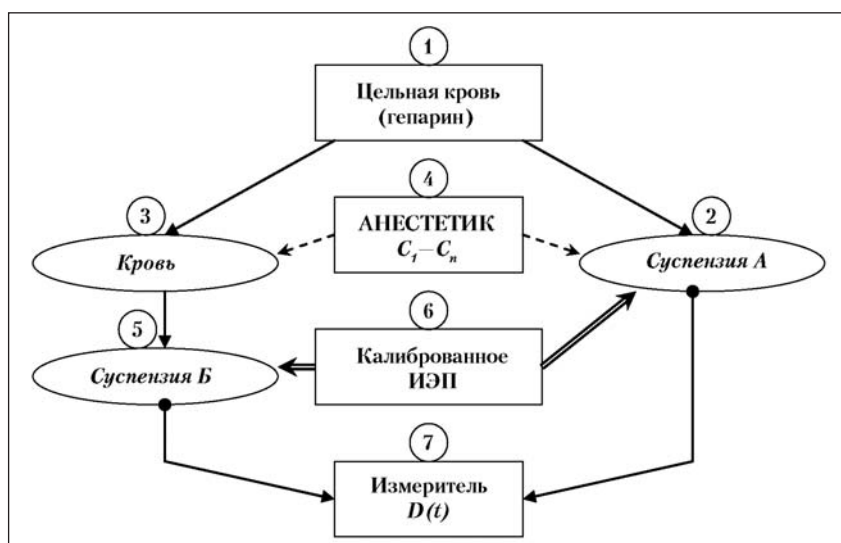 1
Цельная кровь
(гепарин)
4
3
2
АНЕСТЕТИК
C₁–Cₙ
Кровь
Суспензия А
5
6
Суспензия Б
Калиброванное
ИЭП
7
Измеритель
D(t)